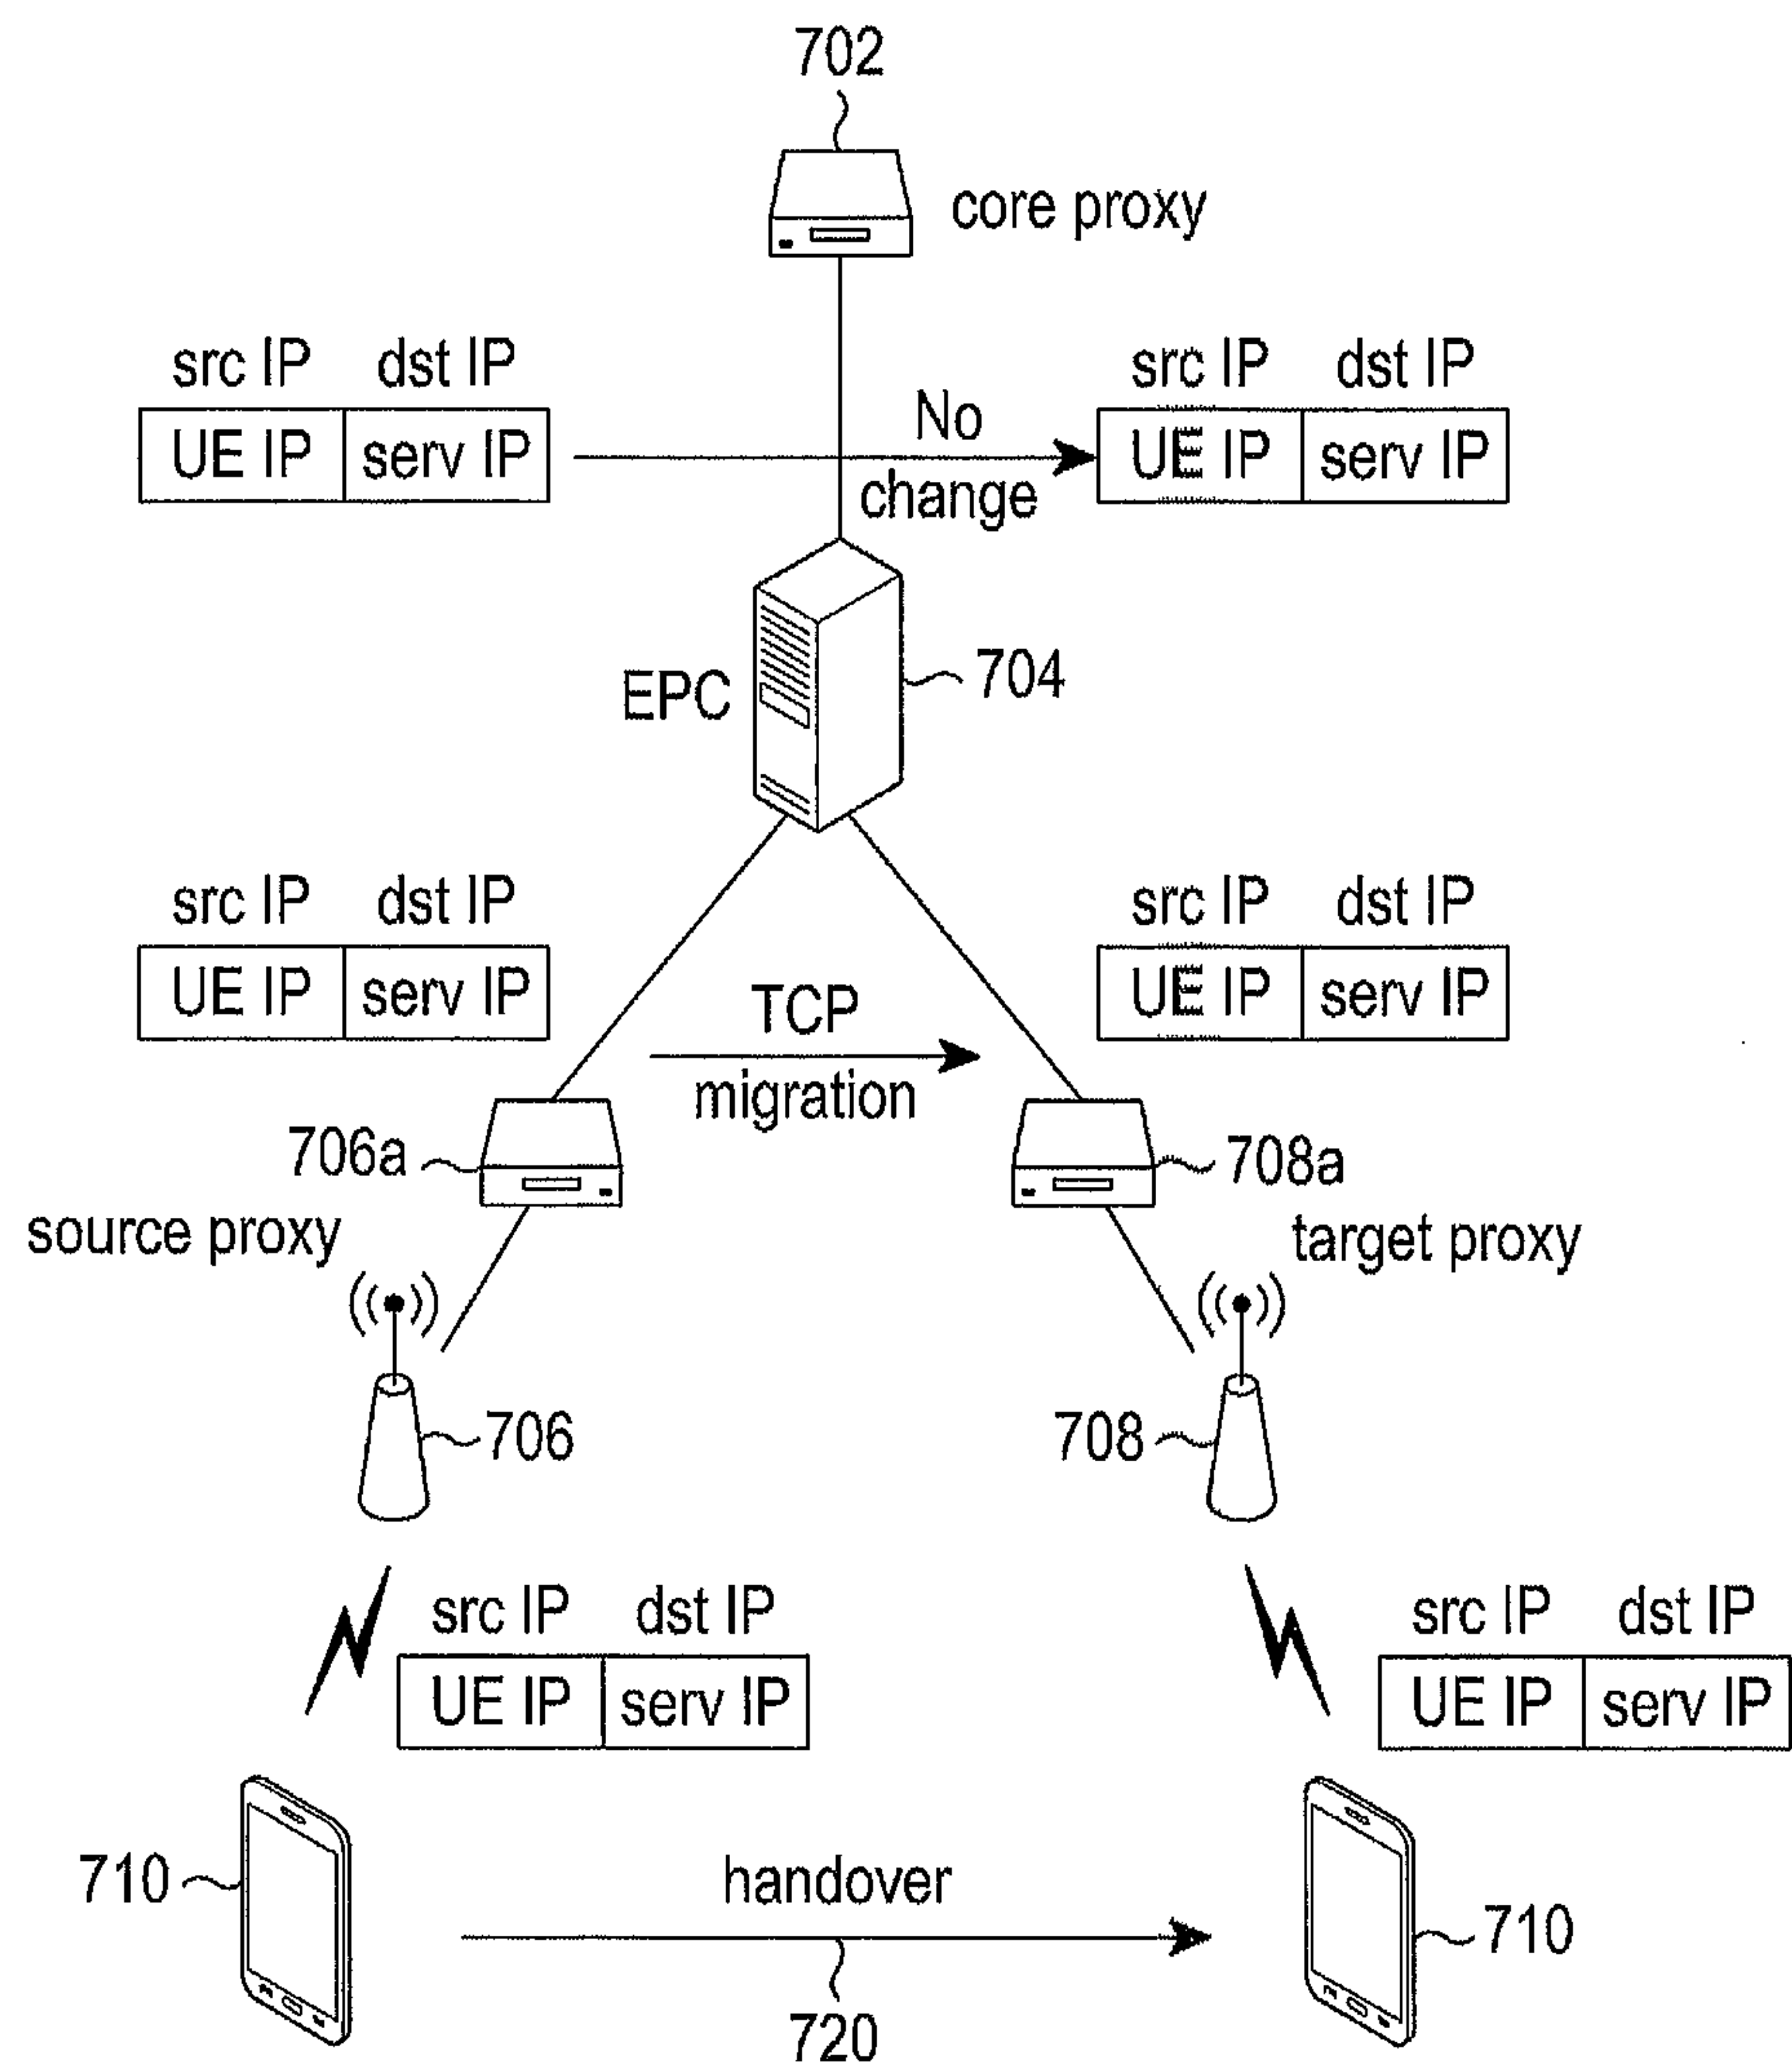 702
core proxy
src IP dst IP
UE IP serv IP
No
change
src IP dst IP
UE IP serv IP
EPC
704
src IP dst IP
UE IP serv IP
TCP
migration
src IP dst IP
UE IP serv IP
706a
708a
source proxy
target proxy
706
708
src IP dst IP
UE IP serv IP
src IP dst IP
UE IP serv IP
710
handover
710
720